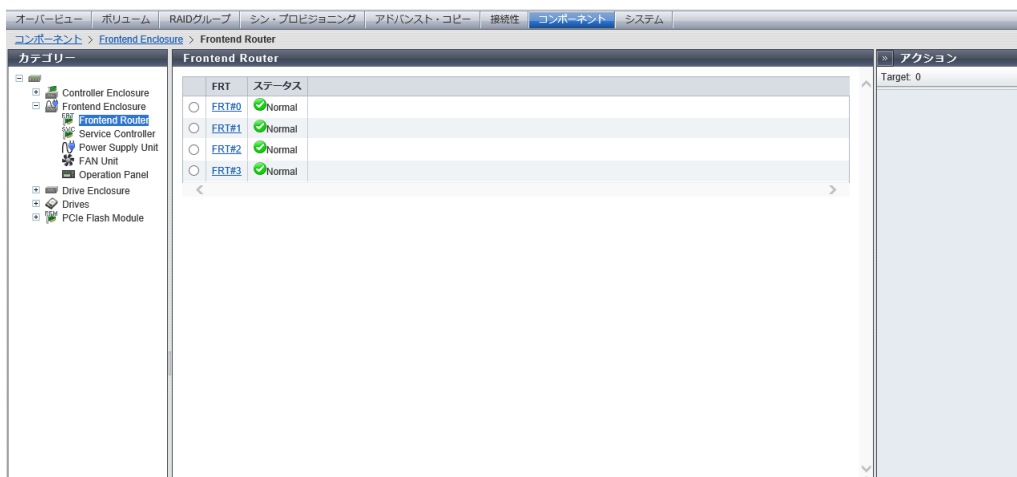 オーバービュー ボリューム RAIDグループ シン・プロビジョニング アドバンスト・コピー 接続性 コンポーネント システム
コンポーネント > Frontend Enclosure > Frontend Router
カテゴリー
Controller Enclosure
Frontend Enclosure
Frontend Router
Service Controller
Power Supply Unit
FAN Unit
Operation Panel
Drive Enclosure
Drives
PCIe Flash Module
Frontend Router
FRT ステータス
FRT#0 Normal
FRT#1 Normal
FRT#2 Normal
FRT#3 Normal
» アクション
Target: 0